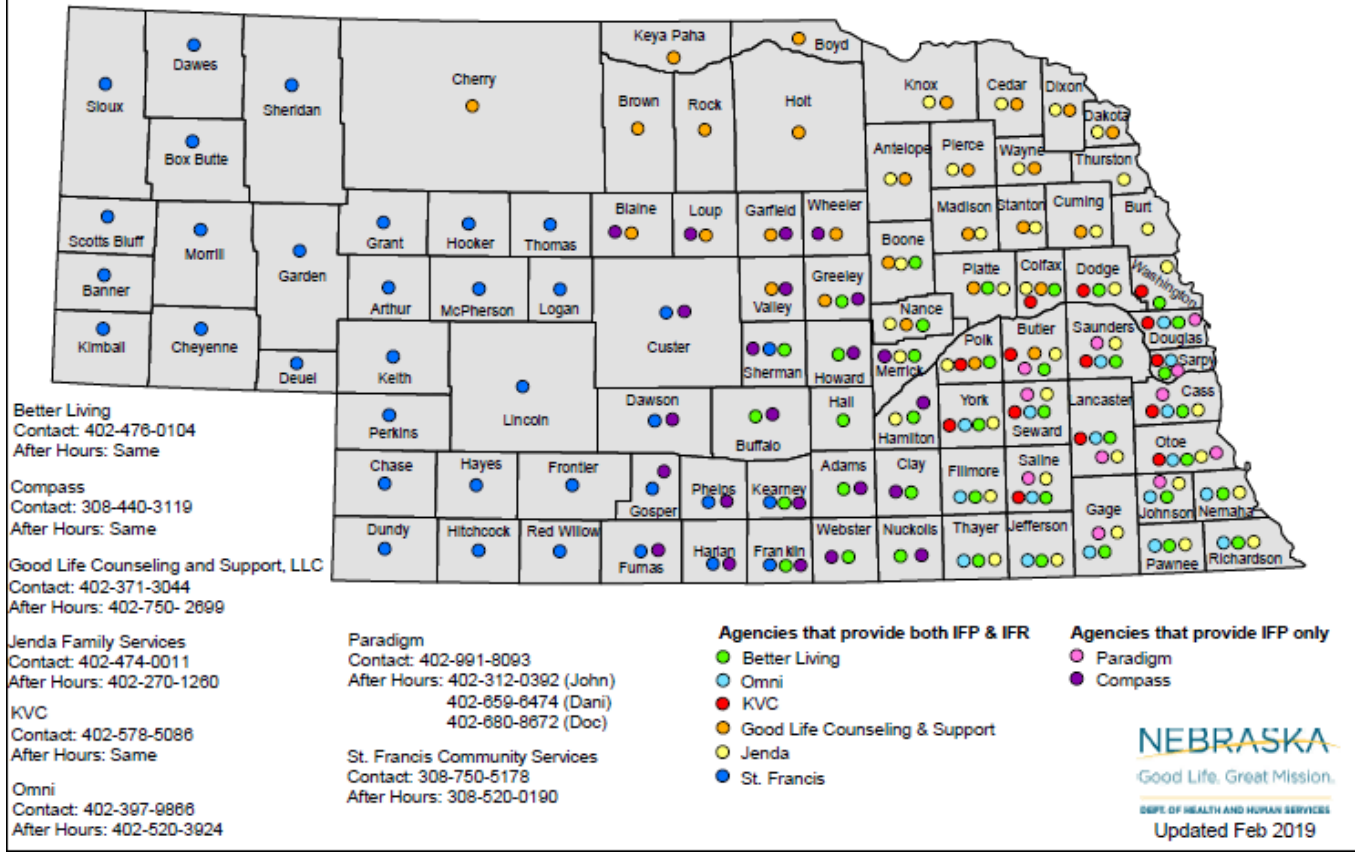 Keya Paha
Boyd
Dawes
Sioux
Sheridan
Cherry
Brown
Rock
Holt
Knox
Cedar
Dixon
Dakota
Box Butte
Antelope
Pierce
Wayne
Thurston
Scotts Bluff
Morrill
Garden
Grant
Hooker
Thomas
Blaine
Loup
Garfield
Wheeler
Madison
Stanton
Cuming
Burt
Boone
Banner
Arthur
McPherson
Logan
Valley
Greeley
Platte
Colfax
Dodge
Washington
Nance
Kimball
Cheyenne
Deuel
Keith
Custer
Sherman
Howard
Merrick
Polk
Butler
Saunders
Douglas
Sarpy
Perkins
Lincoln
Dawson
Buffalo
Hall
Hamilton
York
Seward
Lancaster
Cass
Otoe
Chase
Hayes
Frontier
Gosper
Phelps
Kearney
Adams
Clay
Fillmore
Saline
Gage
Johnson
Nemaha
Dundy
Hitchcock
Red Willow
Furnas
Harlan
Franklin
Webster
Nuckolls
Thayer
Jefferson
Pawnee
Richardson
Better Living
Contact: 402-476-0104
After Hours: Same
Compass
Contact: 308-440-3119
After Hours: Same
Good Life Counseling and Support, LLC
Contact: 402-371-3044
After Hours: 402-750- 2699
Jenda Family Services
Contact: 402-474-0011
After Hours: 402-270-1260
KVC
Contact: 402-578-5086
After Hours: Same
Omni
Contact: 402-397-9866
After Hours: 402-520-3924
Paradigm
Contact: 402-991-8093
After Hours: 402-312-0392 (John)
402-659-6474 (Dani)
402-680-8672 (Doc)
St. Francis Community Services
Contact: 308-750-5178
After Hours: 308-520-0190
Agencies that provide both IFP & IFR
Better Living
Omni
KVC
Good Life Counseling & Support
Jenda
St. Francis
Agencies that provide IFP only
Paradigm
Compass
NEBRASKA
Good Life. Great Mission.
DEPT. OF HEALTH AND HUMAN SERVICES
Updated Feb 2019